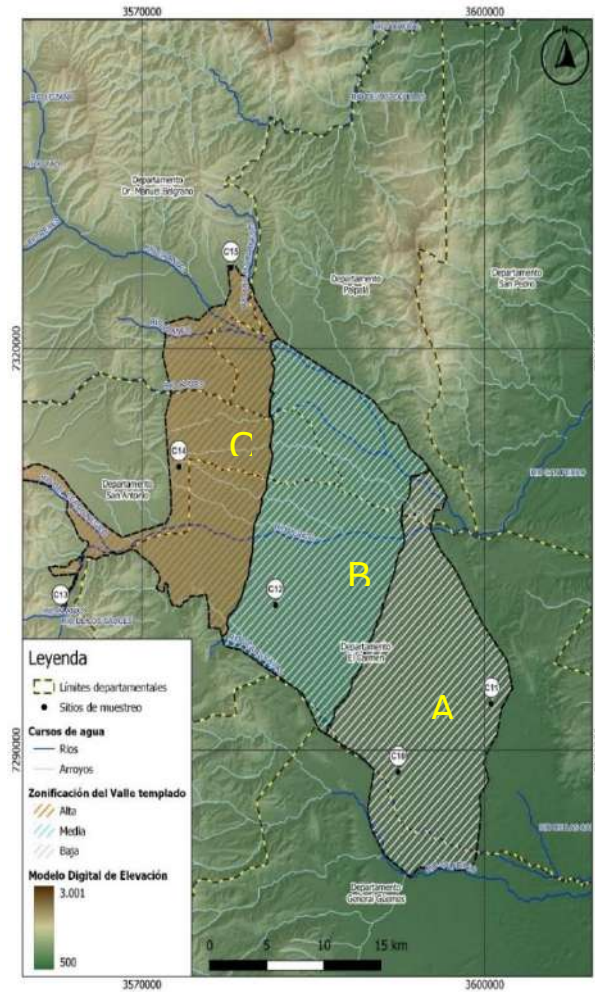 3570000
3600000
Departamento
Dr. Manuel Belgrano
C15
Departamento
Palpalá
Departamento
San Pedro
7320000
7320000
C
C14
Departamento
San Antonio
B
C13
C12
Departamento
El Carmen
A
C11
C10
7290000
7290000
Departamento
General Güemes
Leyenda
Límites departamentales
Sitios de muestreo
Cursos de agua
Ríos
Arroyos
Zonificación del Valle templado
Alta
Media
Baja
Modelo Digital de Elevación
3.001
500
0 5 10 15 km
3570000
3600000